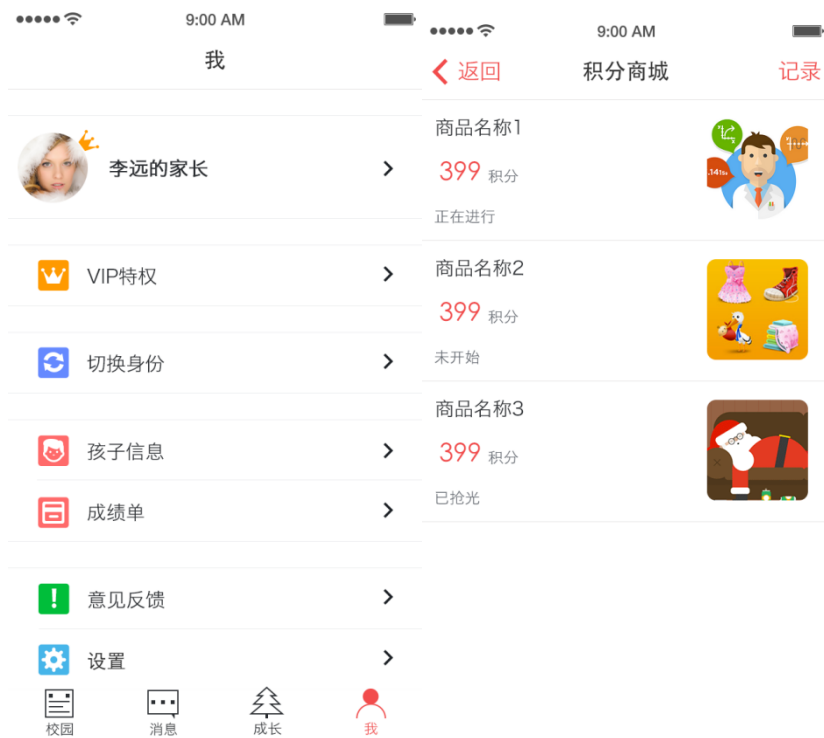 9:00 AM
我
李远的家长
VIP特权
切换身份
孩子信息
成绩单
意见反馈
设置
校园
消息
成长
我
9:00 AM
返回
积分商城
记录
商品名称1
399 积分
正在进行
商品名称2
399 积分
未开始
商品名称3
399 积分
已抢光